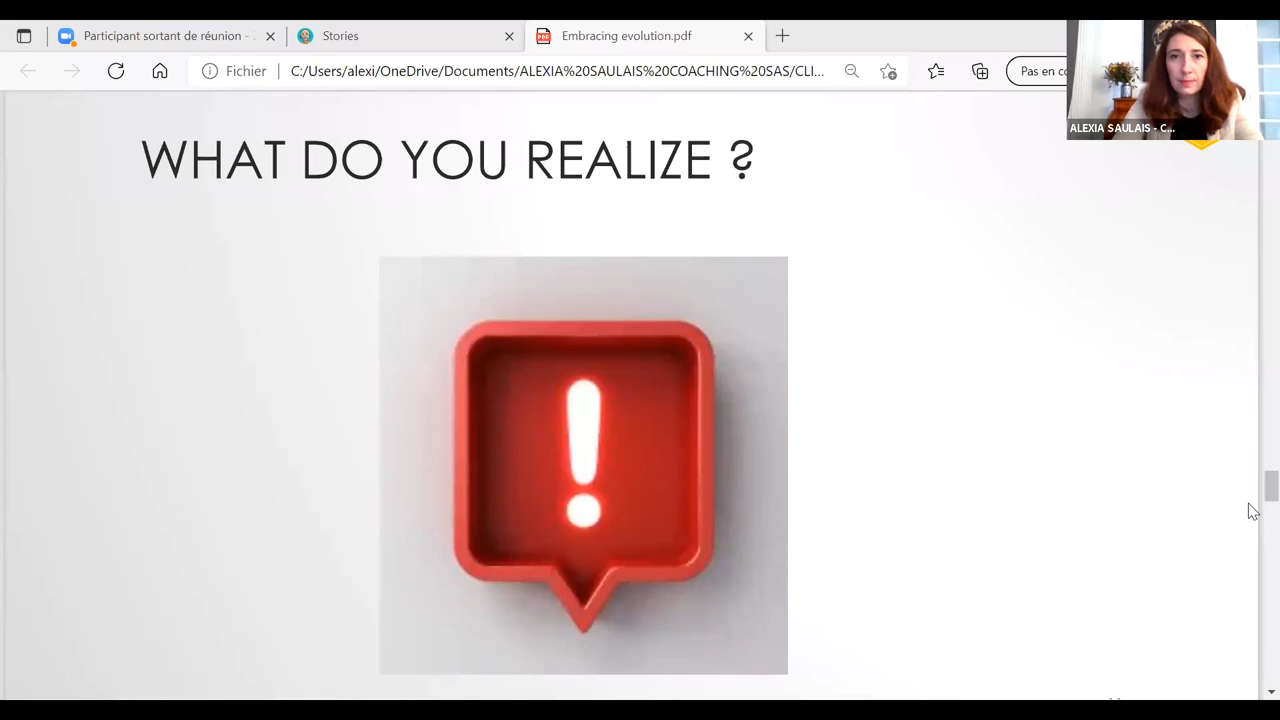 Participant sortant de réunion -
Stories
Embracing evolution.pdf
Fichier
C:/Users/alexi/OneDrive/Documents/ALEXIA%20SAULAIS%20COACHING%20SAS/CLI...
Pas en co
ALEXIA SAULAIS - C...
WHAT DO YOU REALIZE ?
!